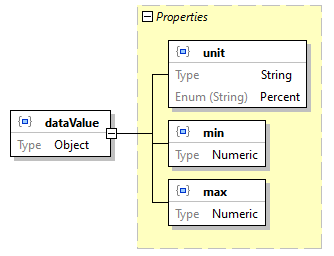 Properties
unit
Type String
Enum (String) Percent
dataValue
Type Object
min
Type Numeric
max
Type Numeric